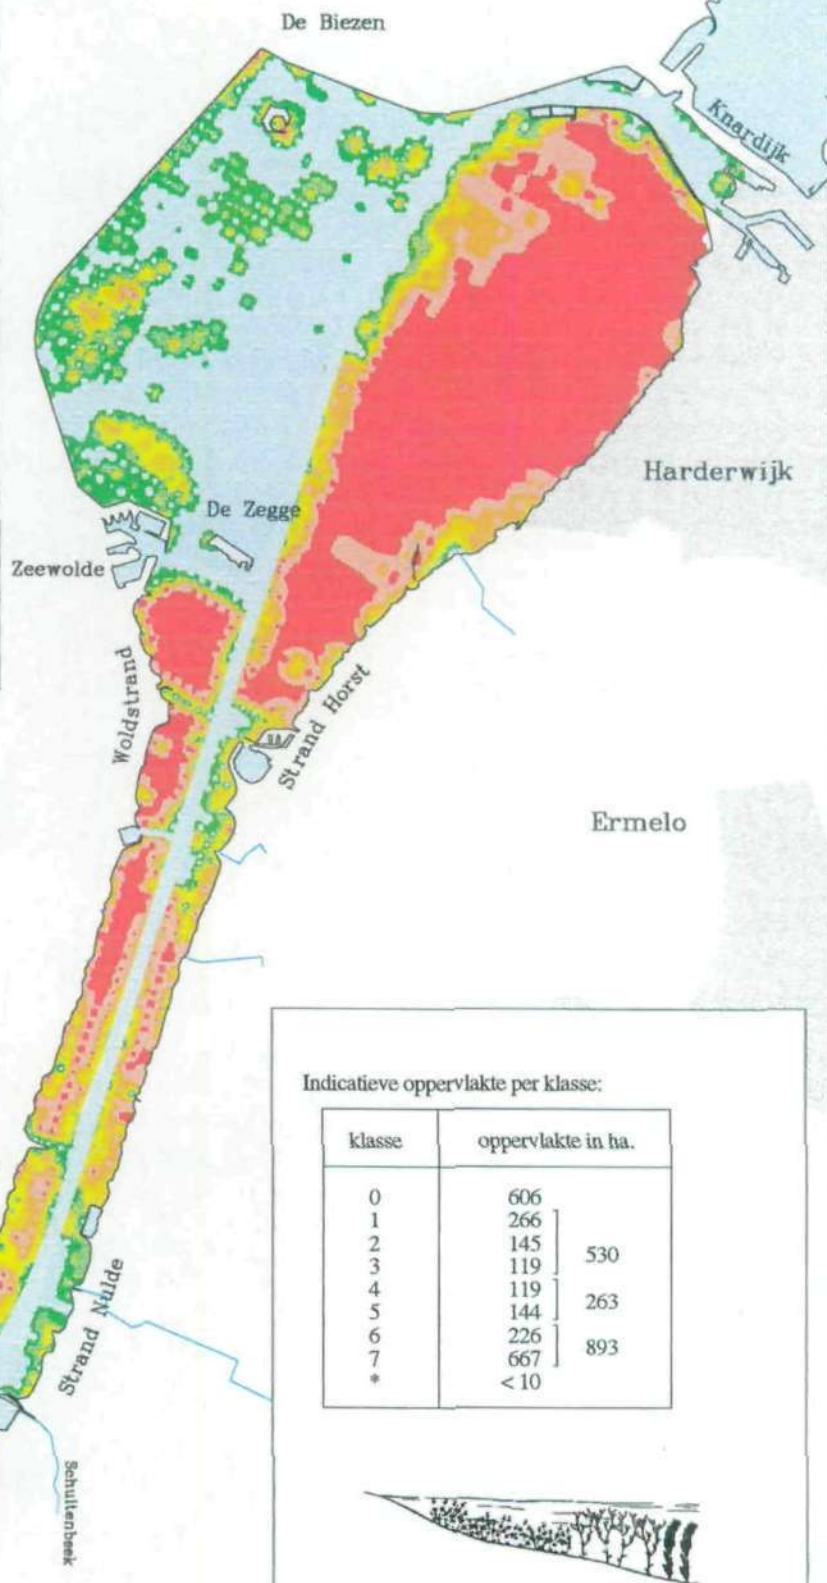 De Biezen
Knardijk
Harderwijk
De Zegge
Zeewolde
Woldstrand
Strand Horst
Ermelo
Strand Nulde
Schuitenbeek
Indicatieve oppervlakte per klasse:
klasse oppervlakte in ha.
0 606
1 266
2 145 530
3 119
4 119 263
5 144
6 226 893
7 667
* < 10